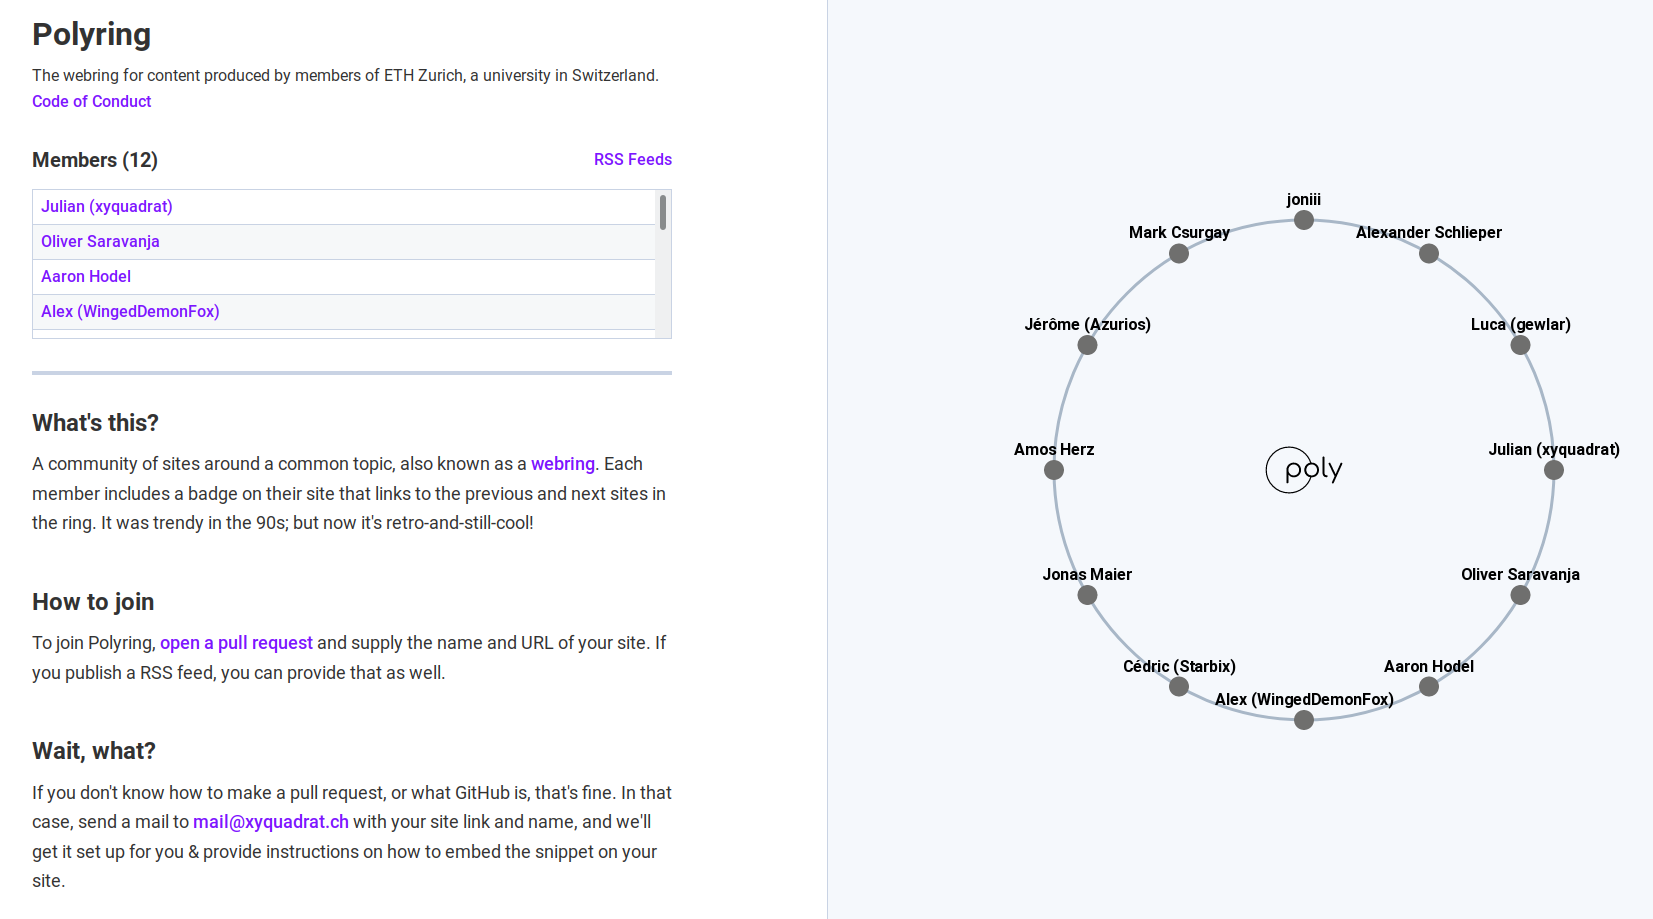 Polyring
The webring for content produced by members of ETH Zurich, a university in Switzerland.
Code of Conduct
Members (12)
RSS Feeds
Julian (xyquadrat)
Oliver Saravanja
Aaron Hodel
Alex (WingedDemonFox)
What's this?
A community of sites around a common topic, also known as a webring. Each
member includes a badge on their site that links to the previous and next sites in
the ring. It was trendy in the 90s; but now it's retro-and-still-cool!
How to join
To join Polyring, open a pull request and supply the name and URL of your site. If
you publish a RSS feed, you can provide that as well.
Wait, what?
If you don't know how to make a pull request, or what GitHub is, that's fine. In that
case, send a mail to mail@xyquadrat.ch with your site link and name, and we'll
get it set up for you & provide instructions on how to embed the snippet on your
site.
joniii
Mark Csurgay
Alexander Schlieper
Jérôme (Azurios)
Luca (gewlar)
Amos Herz
Julian (xyquadrat)
poly
Jonas Maier
Oliver Saravanja
Cédric (Starbix)
Aaron Hodel
Alex (WingedDemonFox)